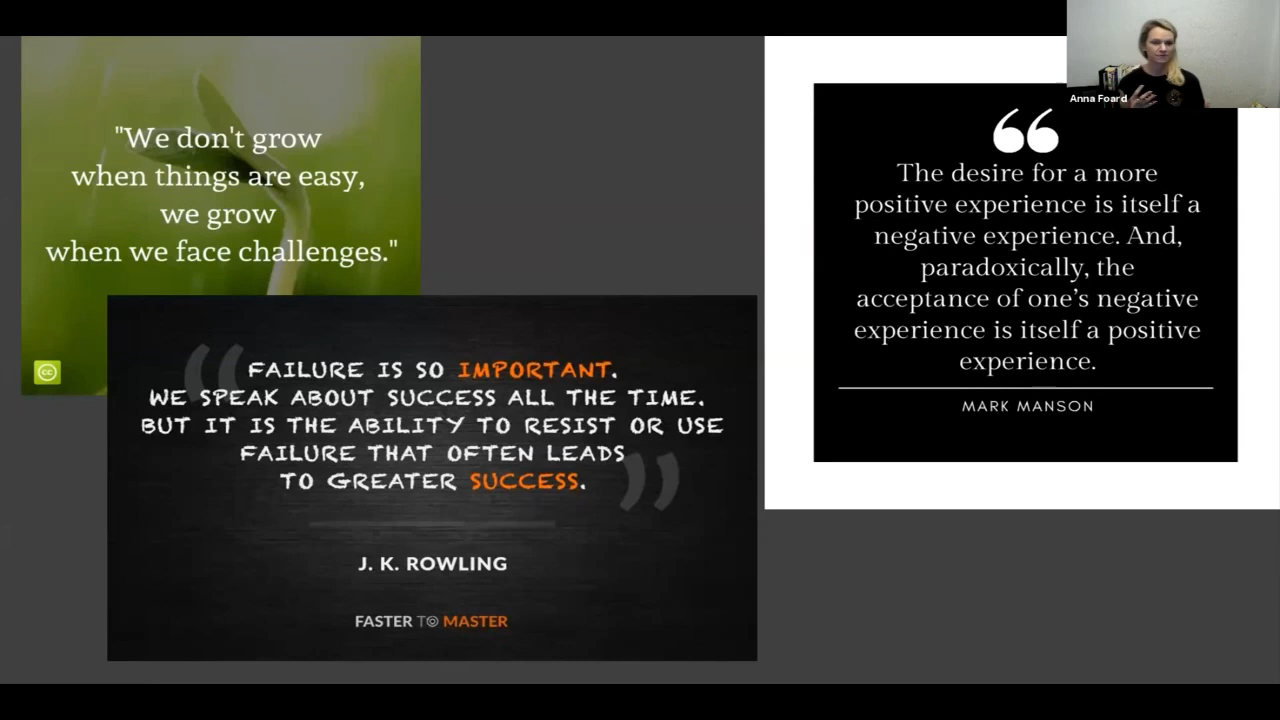 "We don't grow
when things are easy,
we grow
when we face challenges."
cc
FAILURE IS SO IMPORTANT.
WE SPEAK ABOUT SUCCESS ALL THE TIME.
BUT IT IS THE ABILITY TO RESIST OR USE
FAILURE THAT OFTEN LEADS
TO GREATER SUCCESS.
J. K. ROWLING
FASTER TO MASTER
Anna Foard
The desire for a more
positive experience is itself a
negative experience. And,
paradoxically, the
acceptance of one’s negative
experience is itself a positive
experience.
MARK MANSON